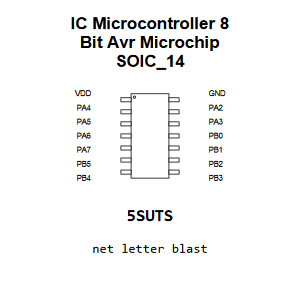 IC Microcontroller 8
Bit Avr Microchip
SOIC_14
VDD GND
PA4 PA2
PA5 PA3
PA6 PB0
PA7 PB1
PB5 PB2
PB4 PB3
5SUTS
net letter blast